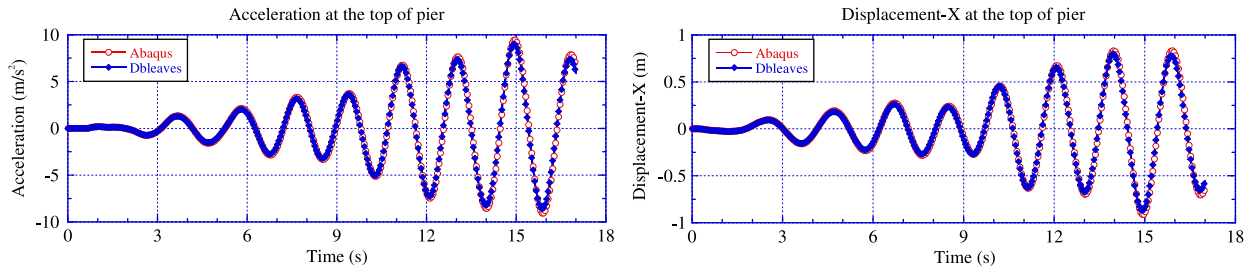 Acceleration at the top of pier
Acceleration (m/s²)
10
5
0
-5
-10
Abaqus
Dbleaves
0 3 6 9 12 15 18
Time (s)
Displacement-X at the top of pier
Displacement-X (m)
1
0.5
0
-0.5
-1
Abaqus
Dbleaves
0 3 6 9 12 15 18
Time (s)